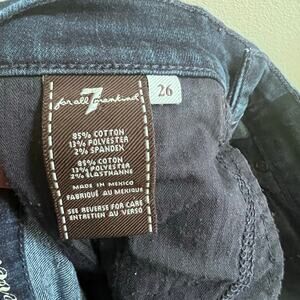 7
for all mankind
26
85% COTTON
13% POLYESTER
2% SPANDEX
85% COTON
13% POLYESTER
2% ELASTHANNE
MADE IN MEXICO
FABRIQUÉ AU MEXIQUE
SEE REVERSE FOR CARE
ENTRETIEN AU VERSO